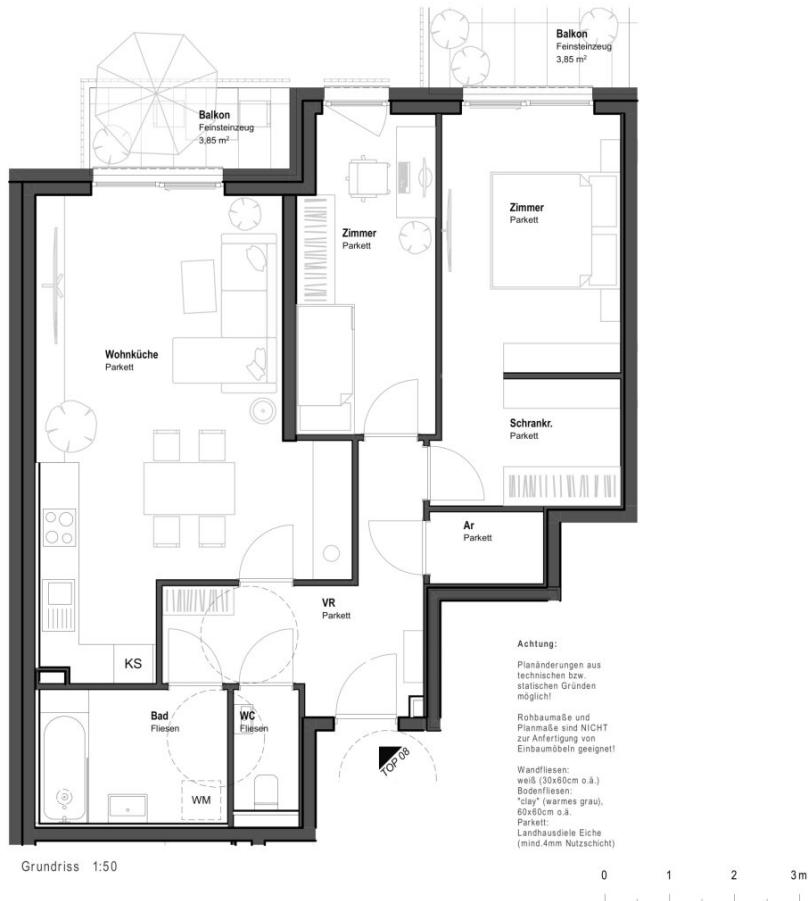 Balkon
Feinsteinzeug
3,85 m²
Balkon
Feinsteinzeug
3,85 m²
Zimmer
Parkett
Zimmer
Parkett
Wohnküche
Parkett
Schrankr.
Parkett
Ar
Parkett
VR
Parkett
KS
Bad
Fliesen
WC
Fliesen
WM
TOP 08
Achtung:
Planänderungen aus
technischen bzw.
statischen Gründen
möglich!
Rohbaumaße und
Planmaße sind NICHT
zur Anfertigung von
Einbaumöbeln geeignet!
Wandfliesen:
weiß (30x60cm o.ä.)
Bodenfliesen:
"clay" (warmes grau),
60x60cm o.ä.
Parkett:
Landhausdiele Eiche
(mind.4mm Nutzschicht)
Grundriss 1:50
0 1 2 3m